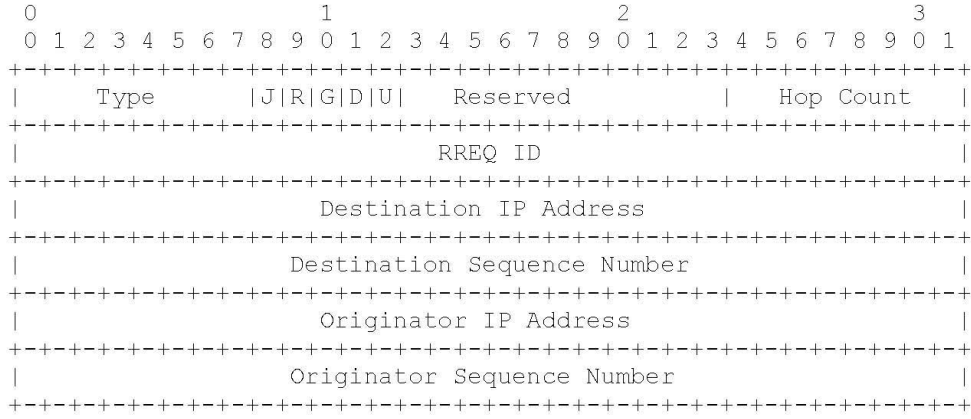 0                   1                   2                   3
 0 1 2 3 4 5 6 7 8 9 0 1 2 3 4 5 6 7 8 9 0 1 2 3 4 5 6 7 8 9 0 1
+-+-+-+-+-+-+-+-+-+-+-+-+-+-+-+-+-+-+-+-+-+-+-+-+-+-+-+-+-+-+-+-+
|     Type      |J|R|G|D|U|   Reserved          |   Hop Count   |
+-+-+-+-+-+-+-+-+-+-+-+-+-+-+-+-+-+-+-+-+-+-+-+-+-+-+-+-+-+-+-+-+
|                            RREQ ID                            |
+-+-+-+-+-+-+-+-+-+-+-+-+-+-+-+-+-+-+-+-+-+-+-+-+-+-+-+-+-+-+-+-+
|                    Destination IP Address                     |
+-+-+-+-+-+-+-+-+-+-+-+-+-+-+-+-+-+-+-+-+-+-+-+-+-+-+-+-+-+-+-+-+
|                  Destination Sequence Number                  |
+-+-+-+-+-+-+-+-+-+-+-+-+-+-+-+-+-+-+-+-+-+-+-+-+-+-+-+-+-+-+-+-+
|                    Originator IP Address                      |
+-+-+-+-+-+-+-+-+-+-+-+-+-+-+-+-+-+-+-+-+-+-+-+-+-+-+-+-+-+-+-+-+
|                  Originator Sequence Number                   |
+-+-+-+-+-+-+-+-+-+-+-+-+-+-+-+-+-+-+-+-+-+-+-+-+-+-+-+-+-+-+-+-+